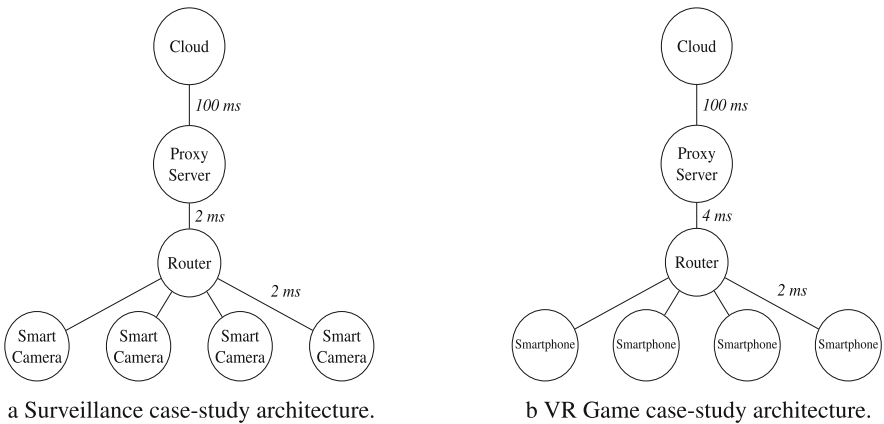 Cloud
100 ms
Proxy
Server
2 ms
Router
2 ms
Smart
Camera
Smart
Camera
Smart
Camera
Smart
Camera
a Surveillance case-study architecture.
Cloud
100 ms
Proxy
Server
4 ms
Router
2 ms
Smartphone
Smartphone
Smartphone
Smartphone
b VR Game case-study architecture.